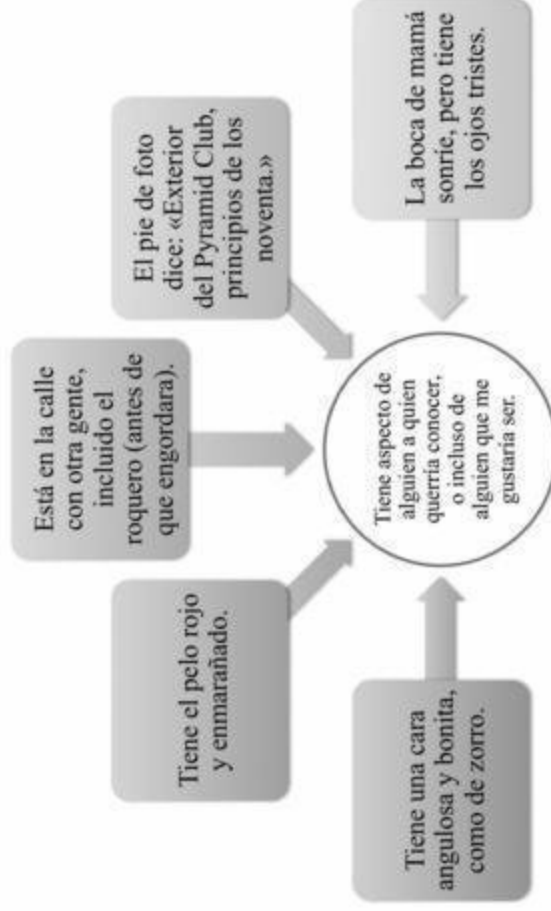 Tiene una cara
angulosa y bonita,
como de zorro.
Tiene el pelo rojo
y enmarañado.
Está en la calle
con otra gente,
incluido el
roquero (antes de
que engordara).
El pie de foto
dice: «Exterior
del Pyramid Club,
principios de los
noventa.»
La boca de mamá
sonríe, pero tiene
los ojos tristes.
Tiene aspecto de
alguien a quien
querría conocer,
o incluso de
alguien que me
gustaría ser.